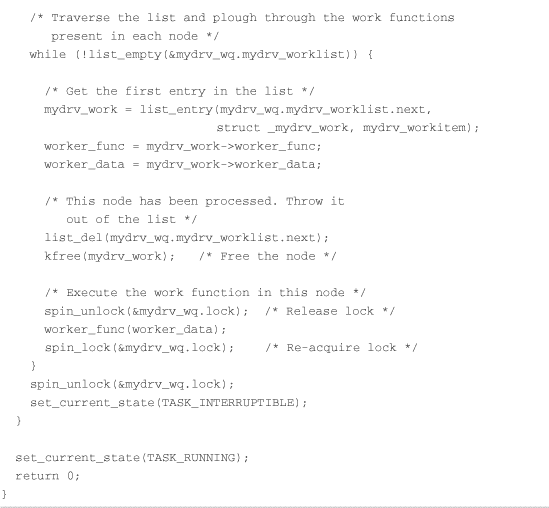 /* Traverse the list and plough through the work functions
present in each node */
while (!list_empty(&mydrv_wq.mydrv_worklist)) {
/* Get the first entry in the list */
mydrv_work = list_entry(mydrv_wq.mydrv_worklist.next,
struct _mydrv_work, mydrv_workitem);
worker_func = mydrv_work->worker_func;
worker_data = mydrv_work->worker_data;
/* This node has been processed. Throw it
out of the list */
list_del(mydrv_wq.mydrv_worklist.next);
kfree(mydrv_work);   /* Free the node */
/* Execute the work function in this node */
spin_unlock(&mydrv_wq.lock);  /* Release lock */
worker_func(worker_data);
spin_lock(&mydrv_wq.lock);    /* Re-acquire lock */
}
spin_unlock(&mydrv_wq.lock);
set_current_state(TASK_INTERRUPTIBLE);
}
set_current_state(TASK_RUNNING);
return 0;
}